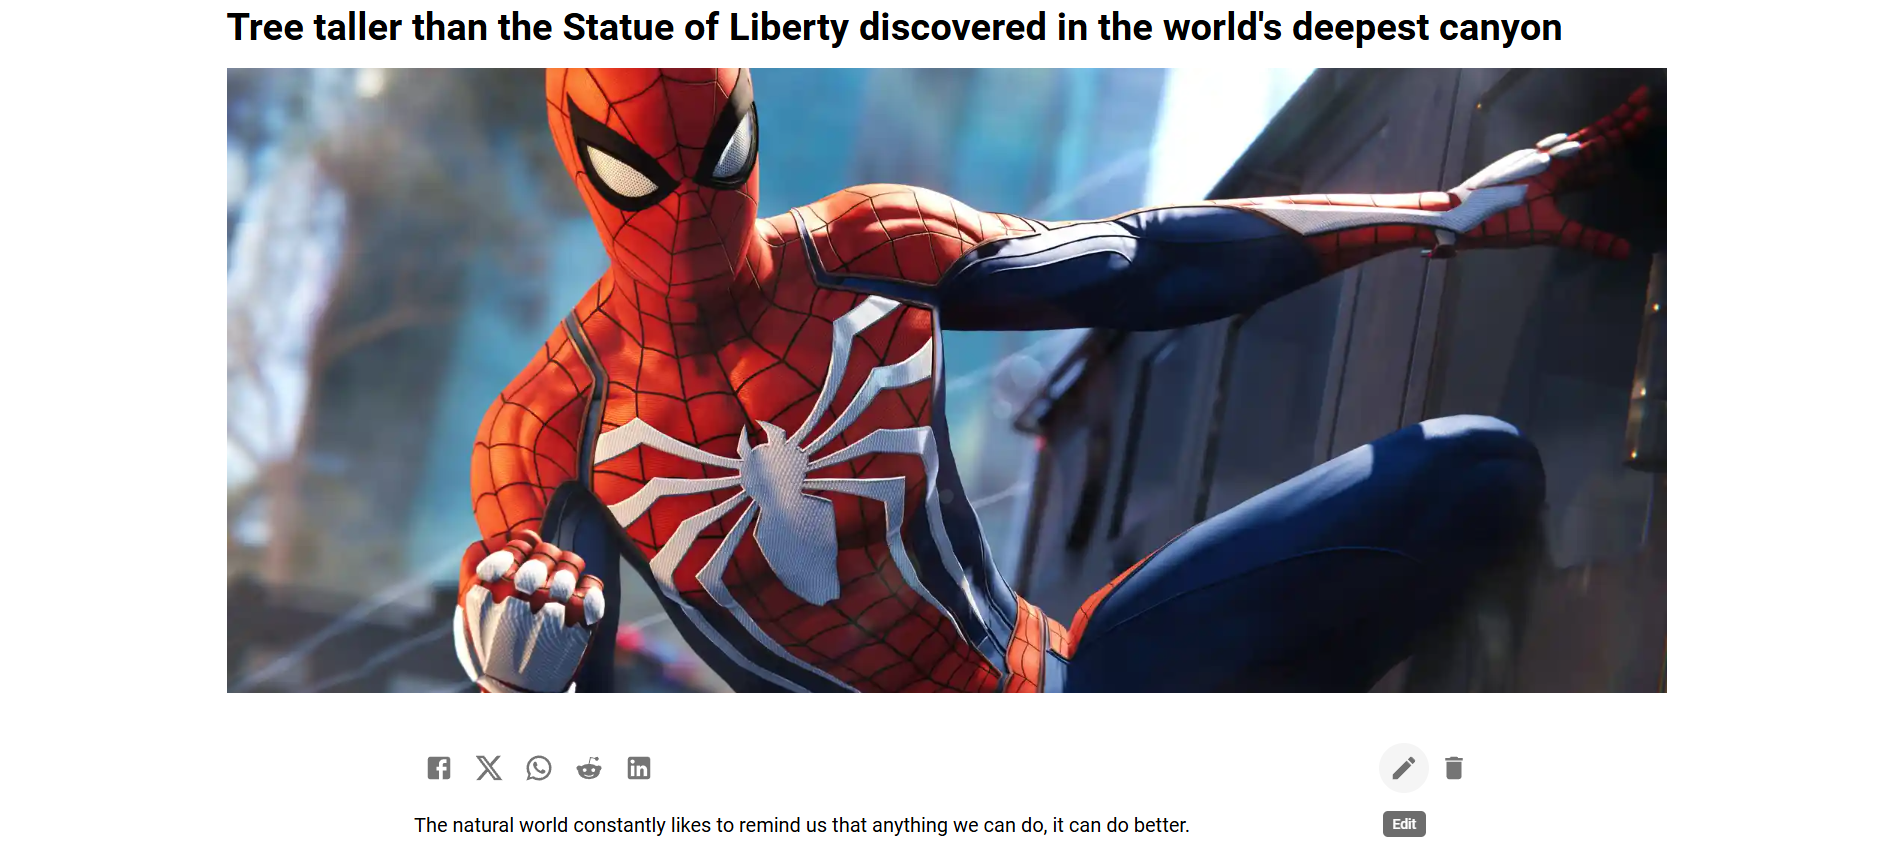 Tree taller than the Statue of Liberty discovered in the world's deepest canyon
The natural world constantly likes to remind us that anything we can do, it can do better.
Edit